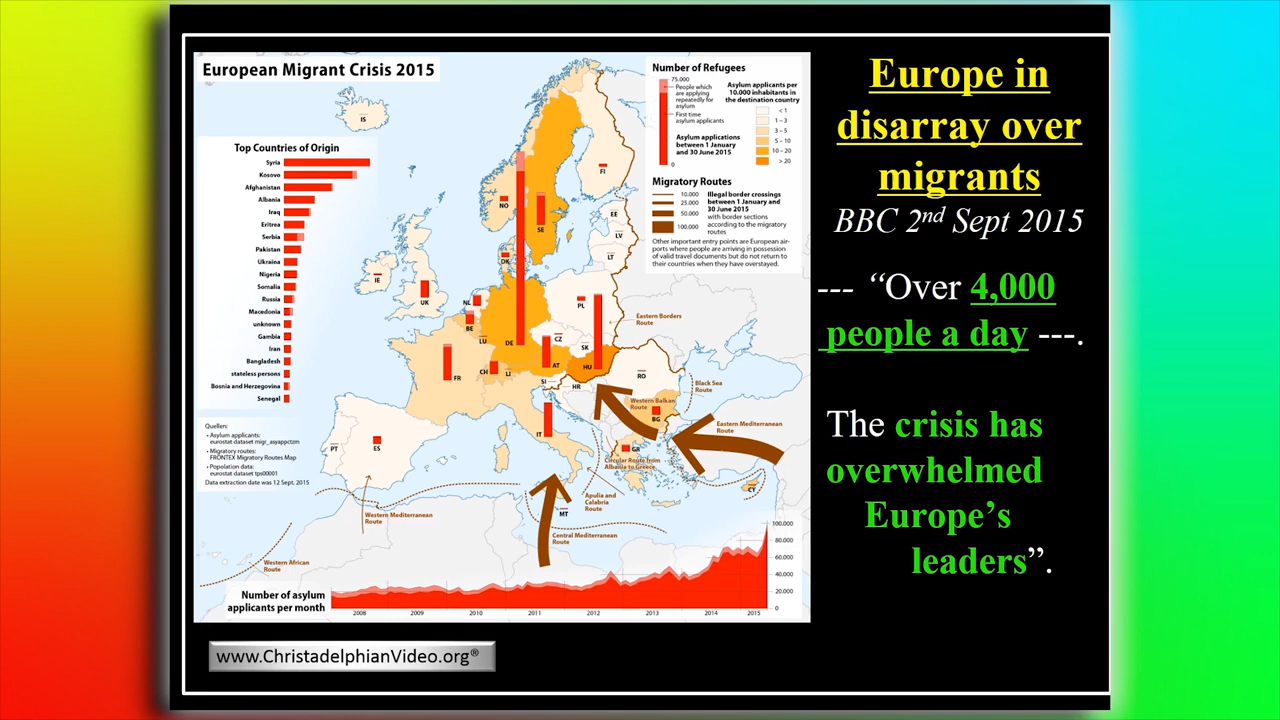 European Migrant Crisis 2015
Top Countries of Origin
Syria
Kosovo
Afghanistan
Albania
Iraq
Eritrea
Serbia
Pakistan
Ukraina
Nigeria
Somalia
Russia
Macedonia
unknown
Gambia
Iran
Bangladesh
stateless persons
Bosnia and Herzegovina
Senegal
Quellen:
• Asylum applicants:
eurostat dataset migr_asyappctzm
• Migratory routes:
FRONTEX Migratory Routes Map
• Population data:
eurostat dataset tps00001
Data extraction date was 12 Sept. 2015
Number of Refugees
75.000
People which
are applying
repeatedly for
asylum
First time
asylum applicants
Asylum applications
between 1 January
and 30 June 2015
0
Asylum applicants per
10.000 inhabitants in
the destination country
< 1
1 – 3
3 – 5
5 – 10
10 – 20
> 20
Migratory Routes
10.000
25.000
50.000
100.000
Illegal border crossings
between 1 January and
30 June 2015
with border sections
according to the migratory
routes
Other important entry points are European air-
ports where people are arriving in possession
of valid travel documents but do not return to
their countries when they have overstayed.
IS
NO
SE
FI
EE
LV
LT
DK
IE
UK
NL
BE
LU
DE
PL
CZ
SK
AT
HU
CH
LI
FR
SI
HR
RO
BG
IT
GR
PT
ES
MT
CY
Eastern Borders
Route
Black Sea
Route
Western Balkan
Route
Eastern Mediterranean
Route
Circular Route from
Albania to Greece
Apulia and
Calabria
Route
Central Mediterranean
Route
Western Mediterranean
Route
Western African
Route
Number of asylum
applicants per month
100.000
80.000
60.000
40.000
20.000
0
2008 2009 2010 2011 2012 2013 2014 2015
Europe in
disarray over
migrants
BBC 2nd Sept 2015
--- “Over 4,000
people a day ---.
The crisis has
overwhelmed
Europe’s
leaders”.
www.ChristadelphianVideo.org®